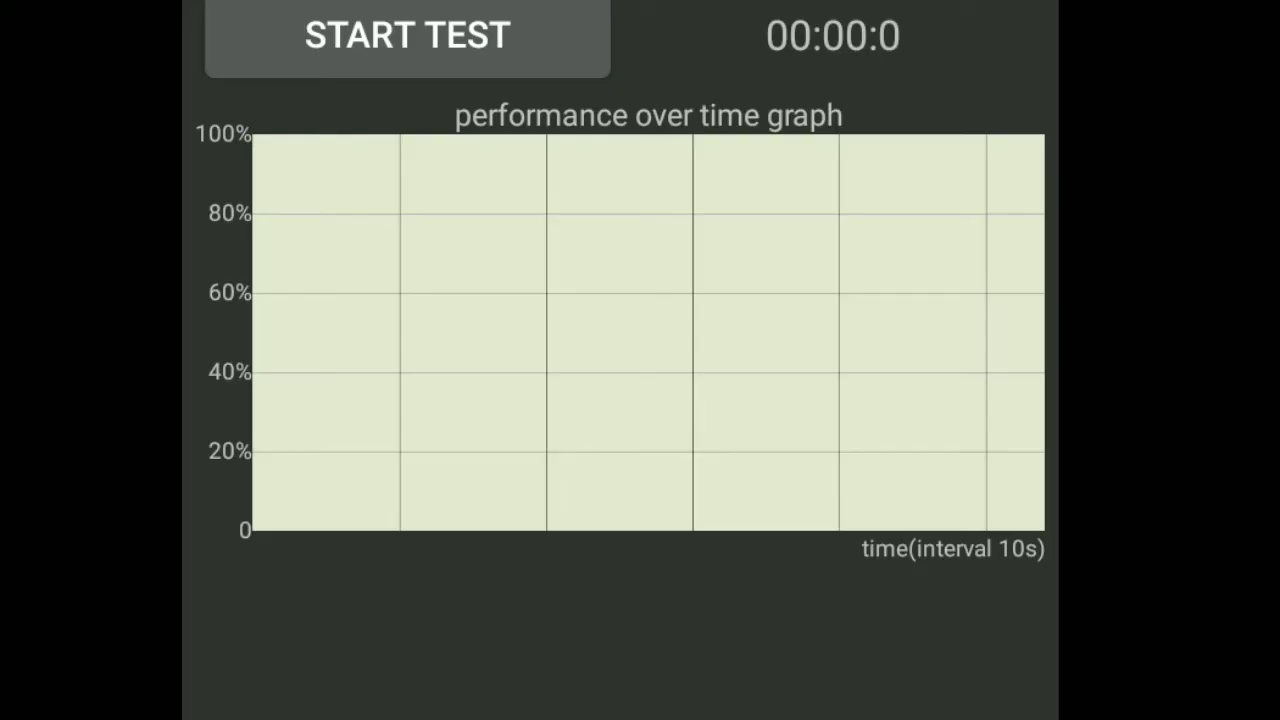 START TEST
00:00:0
performance over time graph
100%
80%
60%
40%
20%
0
time(interval 10s)